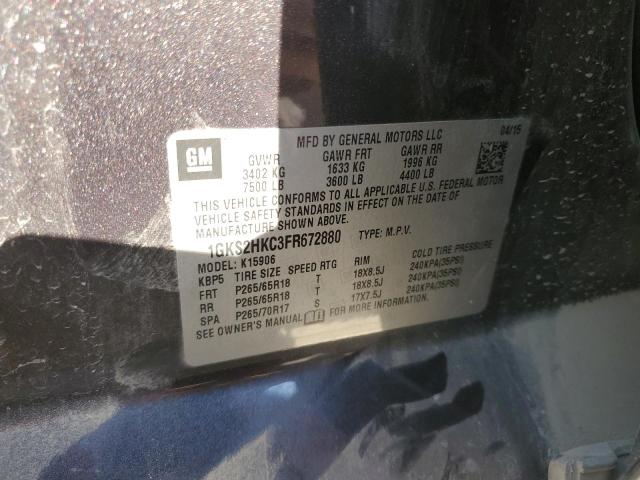 GM
MFD BY GENERAL MOTORS LLC 04/15
GVWR GAWR FRT GAWR RR
3402 KG 1633 KG 1996 KG
7500 LB 3600 LB 4400 LB
THIS VEHICLE CONFORMS TO ALL APPLICABLE U.S. FEDERAL MOTOR
VEHICLE SAFETY STANDARDS IN EFFECT ON THE DATE OF
MANUFACTURE SHOWN ABOVE.
1GKS2HKC3FR672880 TYPE: M.P.V.
MODEL: K15906
KBP5 TIRE SIZE SPEED RTG RIM COLD TIRE PRESSURE
FRT P265/65R18 T 18X8.5J 240KPA(35PSI)
RR P265/65R18 T 18X8.5J 240KPA(35PSI)
SPA P265/70R17 S 17X7.5J 240KPA(35PSI)
SEE OWNER'S MANUAL FOR MORE INFORMATION.